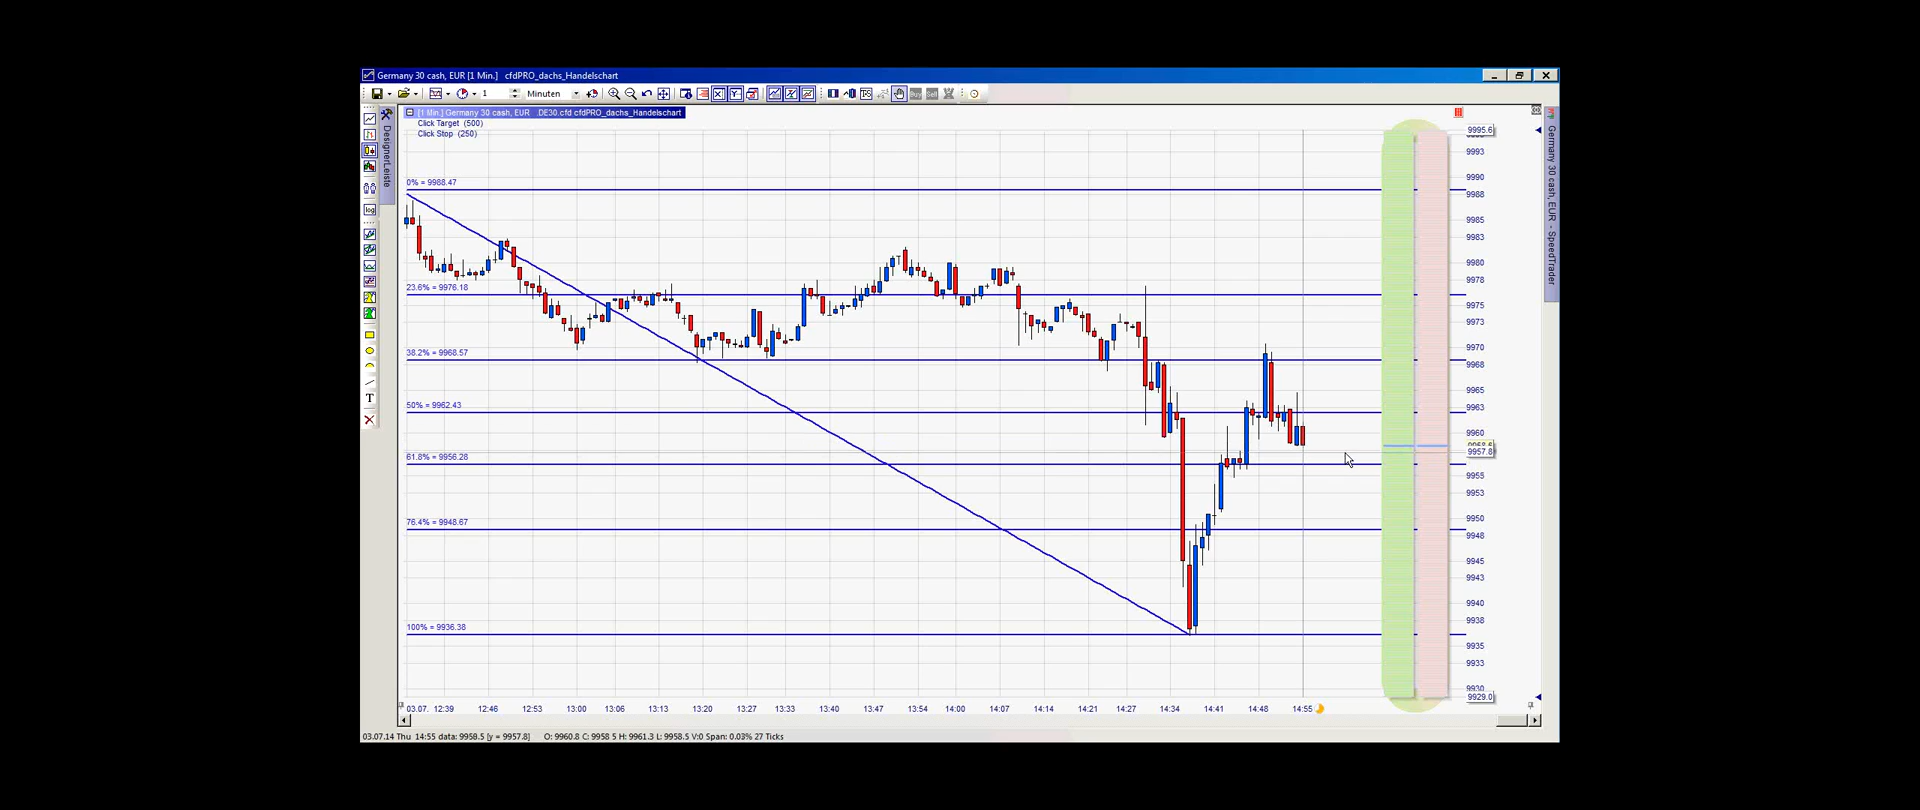 Germany 30 cash, EUR [1 Min.] cfdPRO_dachs_Handelschart
1 Minuten
Buy Sell
[1 Min.] Germany 30 cash, EUR .DE30.cfd cfdPRO_dachs_Handelschart
Click Target (500)
Click Stop (250)
DesignerLeiste
log
T
Germany 30 cash, EUR - SpeedTrader
0% = 9988.47
23.6% = 9976.18
38.2% = 9968.57
50% = 9962.43
61.8% = 9956.28
76.4% = 9948.67
100% = 9936.38
9995.6
9993
9990
9988
9985
9983
9980
9978
9975
9973
9970
9968
9965
9963
9960
9957.8
9955
9953
9950
9948
9945
9943
9940
9938
9935
9933
9930
9929.0
03.07. 12:39 12:46 12:53 13:00 13:06 13:13 13:20 13:27 13:33 13:40 13:47 13:53 14:00 14:07 14:14 14:21 14:27 14:34 14:41 14:48 14:55
03.07.14 Thu 14:55 data: 9958.5 [y = 9957.8] O: 9960.8 C: 9958.5 H: 9961.3 L: 9958.5 V:0 Span: 0.03% 27 Ticks